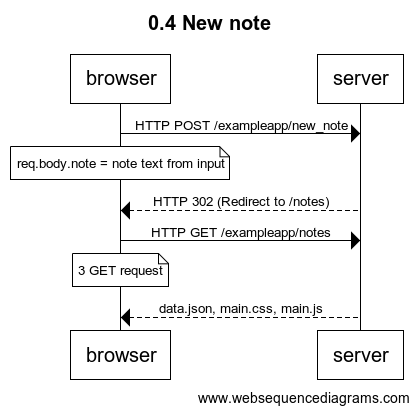 0.4 New note
browser
server
HTTP POST /exampleapp/new_note
req.body.note = note text from input
HTTP 302 (Redirect to /notes)
HTTP GET /exampleapp/notes
3 GET request
data.json, main.css, main.js
browser
server
www.websequencediagrams.com